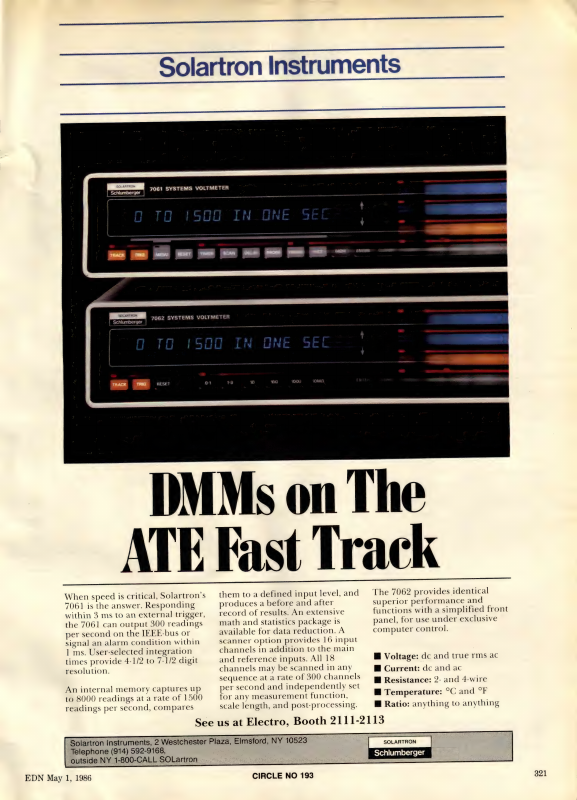 Solartron Instruments
SOLARTRON
Schlumberger
7061 SYSTEMS VOLTMETER
0 TO 1500 IN ONE SEC
TRACK TRIG MENU RESET
SOLARTRON
Schlumberger
7062 SYSTEMS VOLTMETER
0 TO 1500 IN ONE SEC
TRACK TRIG RESET
DMMs on The
ATE Fast Track
When speed is critical, Solartron's
7061 is the answer. Responding
within 3 ms to an external trigger,
the 7061 can output 300 readings
per second on the IEEE-bus or
signal an alarm condition within
1 ms. User-selected integration
times provide 4-1/2 to 7-1/2 digit
resolution.
An internal memory captures up
to 8000 readings at a rate of 1500
readings per second, compares
them to a defined input level, and
produces a before and after
record of results. An extensive
math and statistics package is
available for data reduction. A
scanner option provides 16 input
channels in addition to the main
and reference inputs. All 18
channels may be scanned in any
sequence at a rate of 300 channels
per second and independently set
for any measurement function,
scale length, and post-processing.
The 7062 provides identical
superior performance and
functions with a simplified front
panel, for use under exclusive
computer control.
■ Voltage: dc and true rms ac
■ Current: dc and ac
■ Resistance: 2- and 4-wire
■ Temperature: °C and °F
■ Ratio: anything to anything
See us at Electro, Booth 2111-2113
Solartron Instruments, 2 Westchester Plaza, Elmsford, NY 10523
Telephone (914) 592-9168,
outside NY 1-800-CALL SOLartron
SOLARTRON
Schlumberger
EDN May 1, 1986
CIRCLE NO 193
321